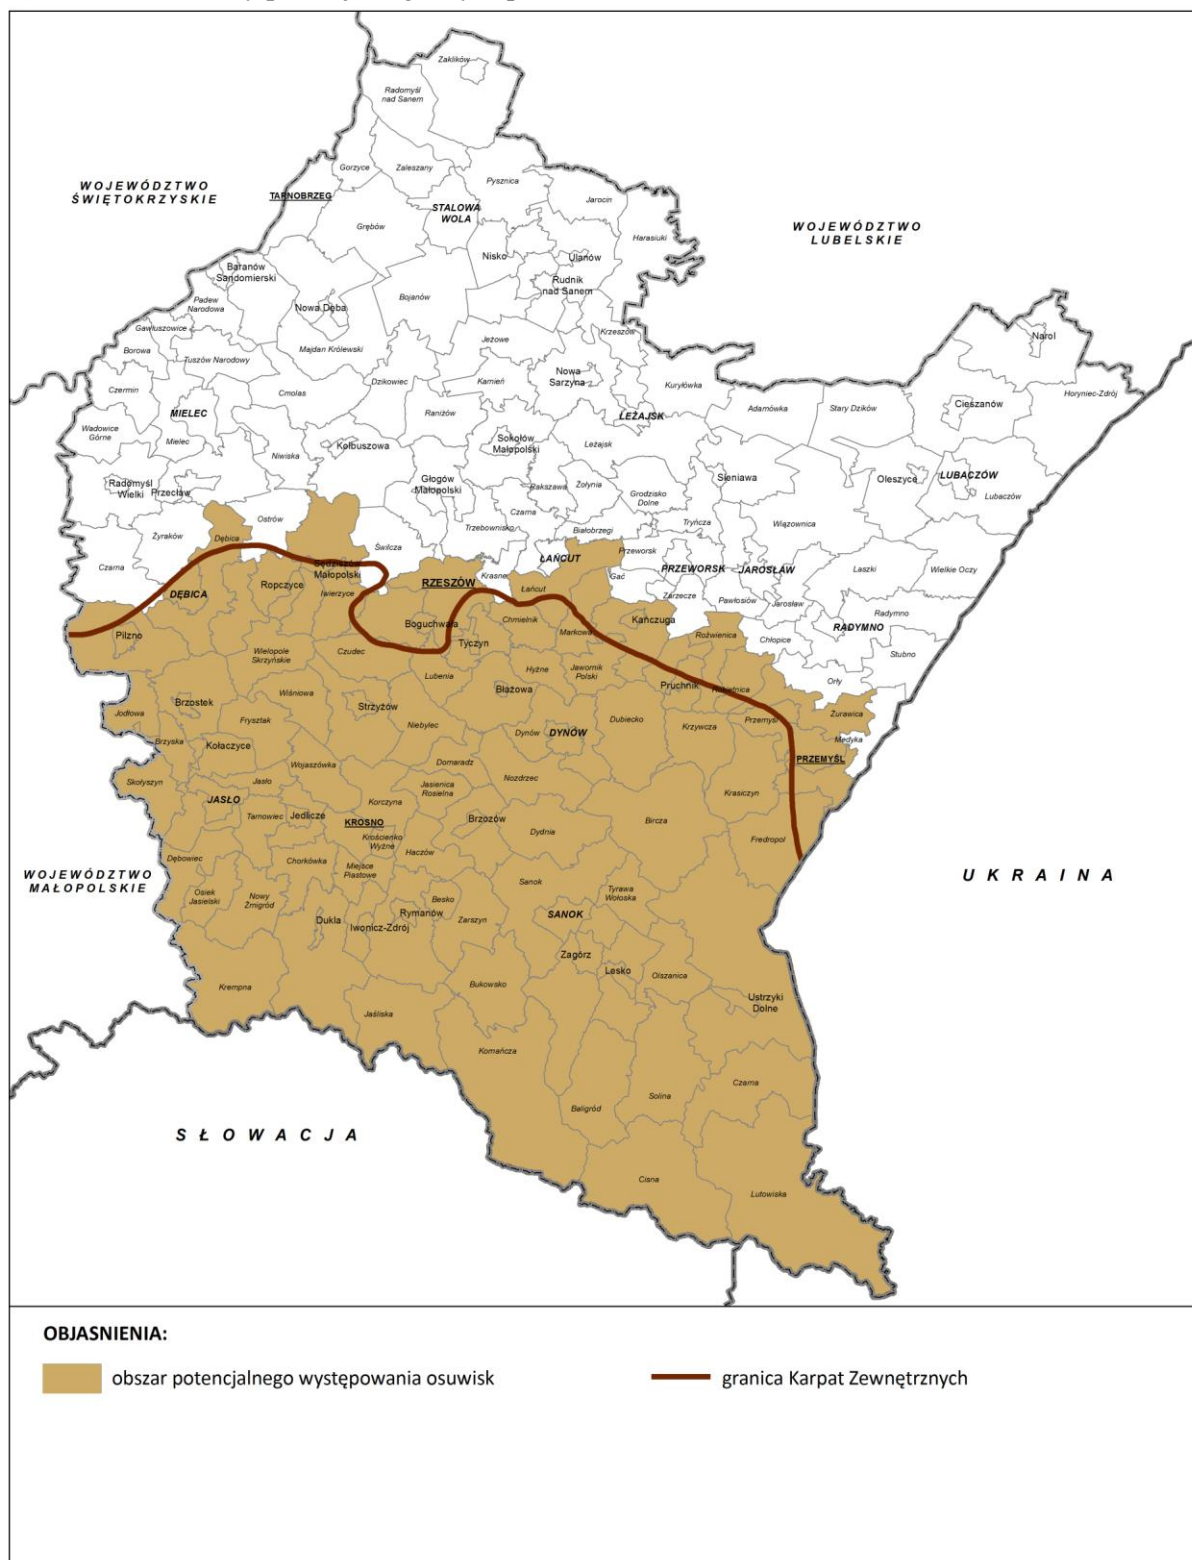 Zaklików
Radomyśl
nad Sanem
Gorzyce
Zaleszany
Pysznica
WOJEWÓDZTWO
ŚWIĘTOKRZYSKIE
TARNOBRZEG
STALOWA
WOLA
Jarocin
Grębów
WOJEWÓDZTWO
LUBELSKIE
Harasiuki
Nisko
Ulanów
Baranów
Sandomierski
Rudnik
nad Sanem
Padew
Narodowa
Nowa Dęba
Bojanów
Gawłuszowice
Krzeszów
Narol
Borowa
Majdan Królewski
Jeżowe
Tuszów Narodowy
Czermin
Cmolas
Dzikowiec
Kamień
Nowa
Sarzyna
Kuryłówka
Horyniec-Zdrój
MIELEC
Raniżów
LEŻAJSK
Adamówka
Stary Dzików
Cieszanów
Wadowice
Górne
Mielec
Kolbuszowa
Sokołów
Małopolski
Leżajsk
Niwiska
Radomyśl
Wielki
Przecław
Głogów
Małopolski
Rakszawa
Żołynia
Grodzisko
Dolne
Sieniawa
Oleszyce
LUBACZÓW
Lubaczów
Ostrów
Trzebownisko
Czarna
Białobrzegi
Tryńcza
Wiązownica
Żyraków
Dębica
Świlcza
Czarna
Sędziszów
Małopolski
ŁAŃCUT
Przeworsk
PRZEWORSK
JAROSŁAW
Laszki
Wielkie Oczy
RZESZÓW
Krasne
Gać
DĘBICA
Ropczyce
Iwierzyce
Łańcut
Zarzecze
Pawłosiów
Jarosław
Radymno
Pilzno
Boguchwała
Chmielnik
Kańczuga
RADYMNO
Tyczyn
Markowa
Roźwienica
Chłopice
Stubno
Wielopole
Skrzyńskie
Czudec
Lubenia
Hyżne
Jawornik
Polski
Orły
Wiśniowa
Błażowa
Pruchnik
Rokietnica
Brzostek
Strzyżów
Jodłowa
Frysztak
Niebylec
Dynów
DYNÓW
Dubiecko
Krzywcza
Przemyśl
Żurawica
Brzyska
Kołaczyce
Medyka
PRZEMYŚL
Wojaszówka
Domaradz
Skołyszyn
Jasło
Jasienica
Rosielna
Nozdrzec
Krasiczyn
JASŁO
Korczyna
Tarnowiec
Jedlicze
KROSNO
Brzozów
Bircza
Krościenko
Wyżne
Dydnia
Fredropol
Dębowiec
Chorkówka
Miejsce
Piastowe
Haczów
WOJEWÓDZTWO
MAŁOPOLSKIE
UKRAINA
Sanok
Osiek
Jasielski
Nowy
Żmigród
Tyrawa
Wołoska
Besko
Dukla
Iwonicz-Zdrój
Rymanów
Zarszyn
SANOK
Zagórz
Lesko
Olszanica
Krempna
Bukowsko
Ustrzyki
Dolne
Jaśliska
Komańcza
Czarna
Solina
Baligród
SŁOWACJA
Cisna
Lutowiska
OBJASNIENIA:
obszar potencjalnego występowania osuwisk
granica Karpat Zewnętrznych